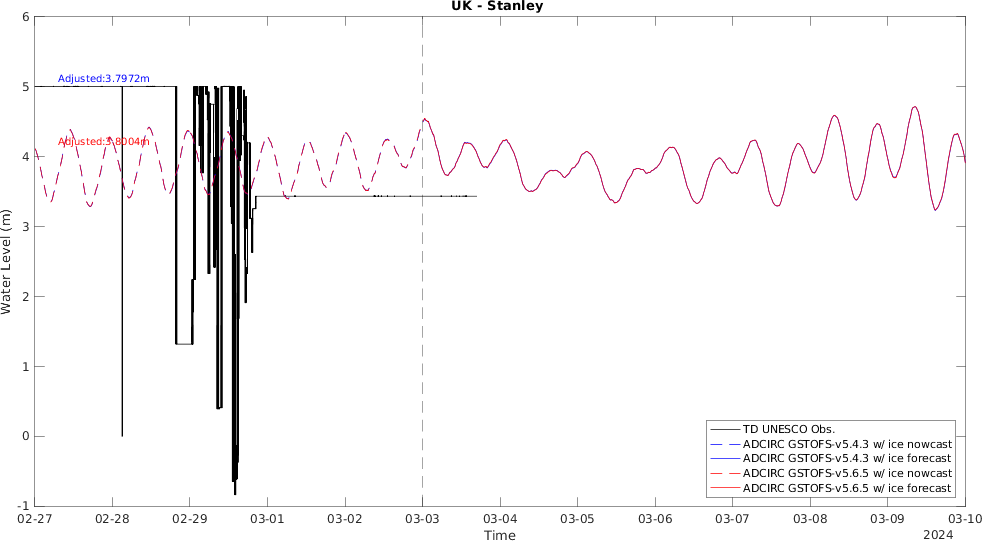 UK - Stanley
6
5
4
3
2
1
0
-1
Water Level (m)
Adjusted:3.7972m
Adjusted:3.8004m
TD UNESCO Obs.
ADCIRC GSTOFS-v5.4.3 w/ ice nowcast
ADCIRC GSTOFS-v5.4.3 w/ ice forecast
ADCIRC GSTOFS-v5.6.5 w/ ice nowcast
ADCIRC GSTOFS-v5.6.5 w/ ice forecast
02-27 02-28 02-29 03-01 03-02 03-03 03-04 03-05 03-06 03-07 03-08 03-09 03-10
Time
2024